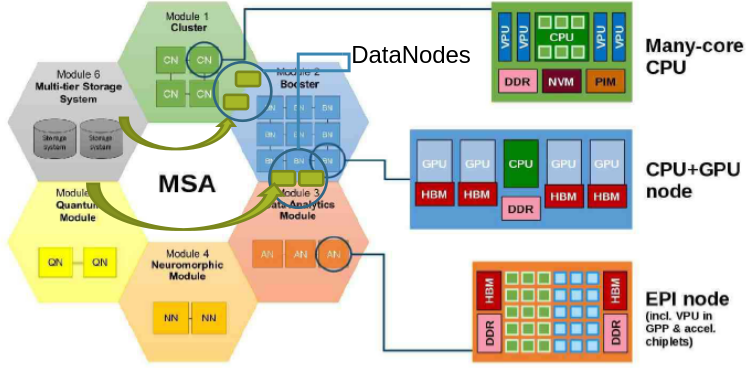 Module 1
Cluster
CN
CN
CN
CN
DataNodes
Module 6
Multi-tier Storage
System
Storage
system
Storage
system
Module 2
Booster
BN
BN
BN
BN
BN
BN
BN
BN
BN
MSA
Module
Quantum
Module
QN
QN
Module 3
Data Analytics
Module
AN
AN
AN
Module 4
Neuromorphic
Module
NN
NN
VPU
VPU
CPU
VPU
VPU
DDR
NVM
PIM
Many-core
CPU
GPU
GPU
CPU
GPU
GPU
HBM
HBM
DDR
HBM
HBM
CPU+GPU
node
HBM
DDR
HBM
DDR
EPI node
(incl. VPU in
GPP & accel.
chiplets)